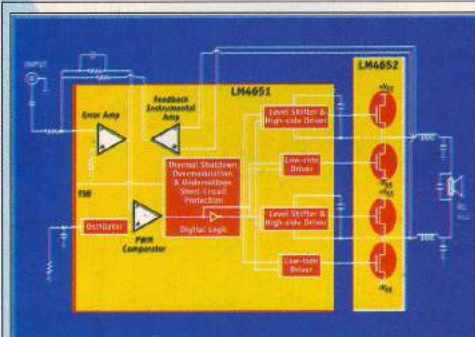 INPUT
LM4651
LM4652
Error Amp
Feedback
Instrumental
Amp
Level Shifter &
High-side Driver
Thermal Shutdown,
Overmodulation
& Undervoltage,
Short Circuit
Protection
Low-side
Driver
Oscillator
PWM
Comparator
Digital Logic
Level Shifter &
High-side Driver
Low-side
Driver